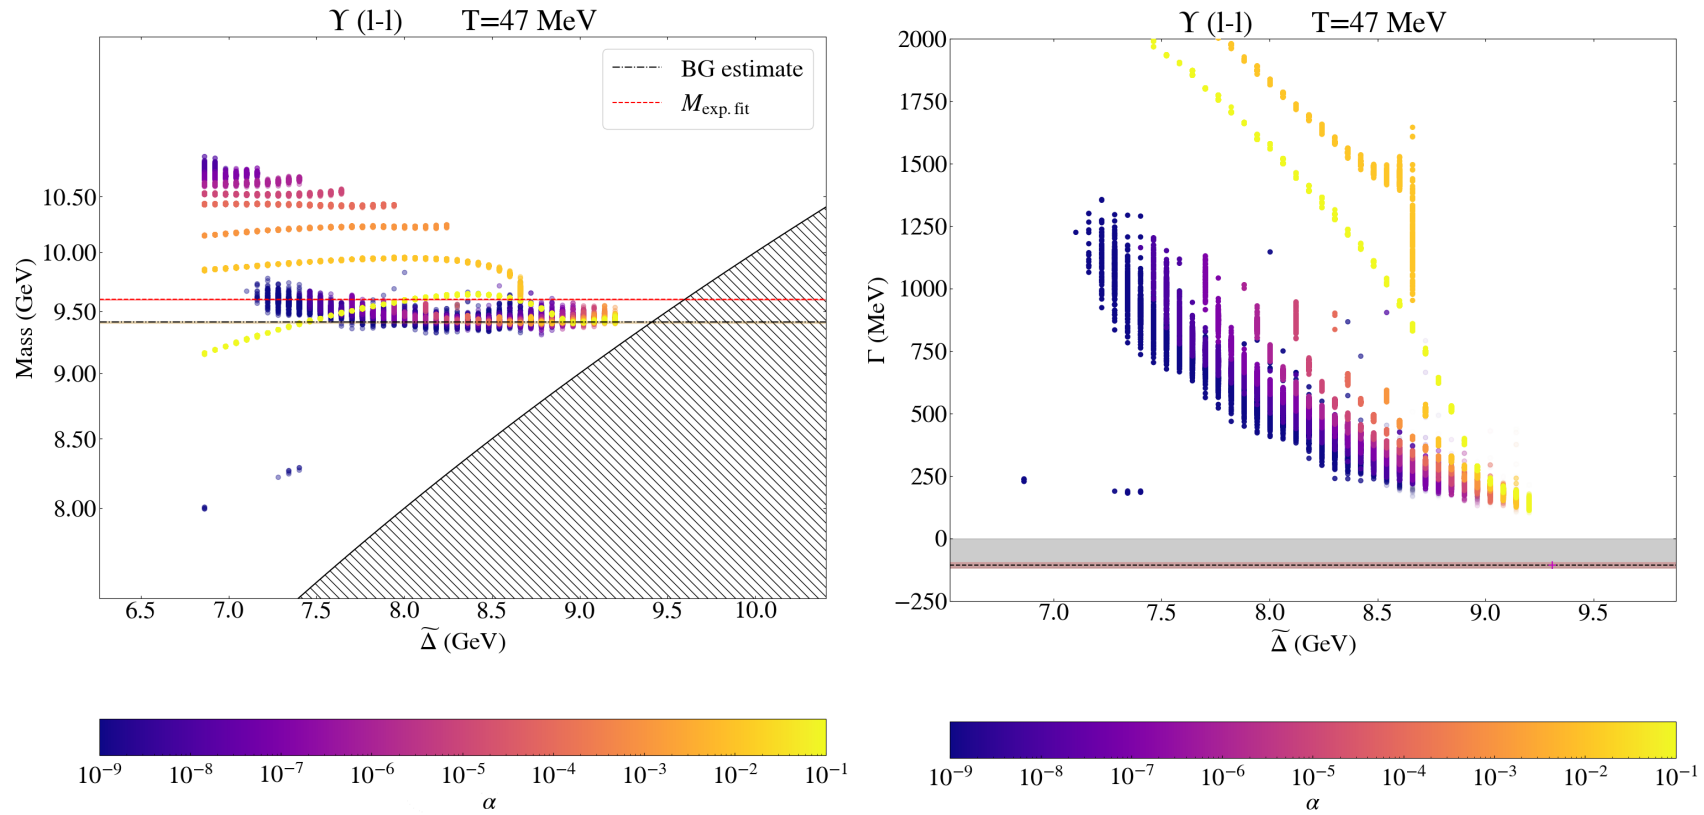 ϒ (l-l) T=47 MeV
BG estimate
M_exp. fit
Mass (GeV)
10.50
10.00
9.50
9.00
8.50
8.00
6.5 7.0 7.5 8.0 8.5 9.0 9.5 10.0
Δ̃ (GeV)
10⁻⁹ 10⁻⁸ 10⁻⁷ 10⁻⁶ 10⁻⁵ 10⁻⁴ 10⁻³ 10⁻² 10⁻¹
α
ϒ (l-l) T=47 MeV
Γ (MeV)
2000
1750
1500
1250
1000
750
500
250
0
−250
7.0 7.5 8.0 8.5 9.0 9.5
Δ̃ (GeV)
10⁻⁹ 10⁻⁸ 10⁻⁷ 10⁻⁶ 10⁻⁵ 10⁻⁴ 10⁻³ 10⁻² 10⁻¹
α